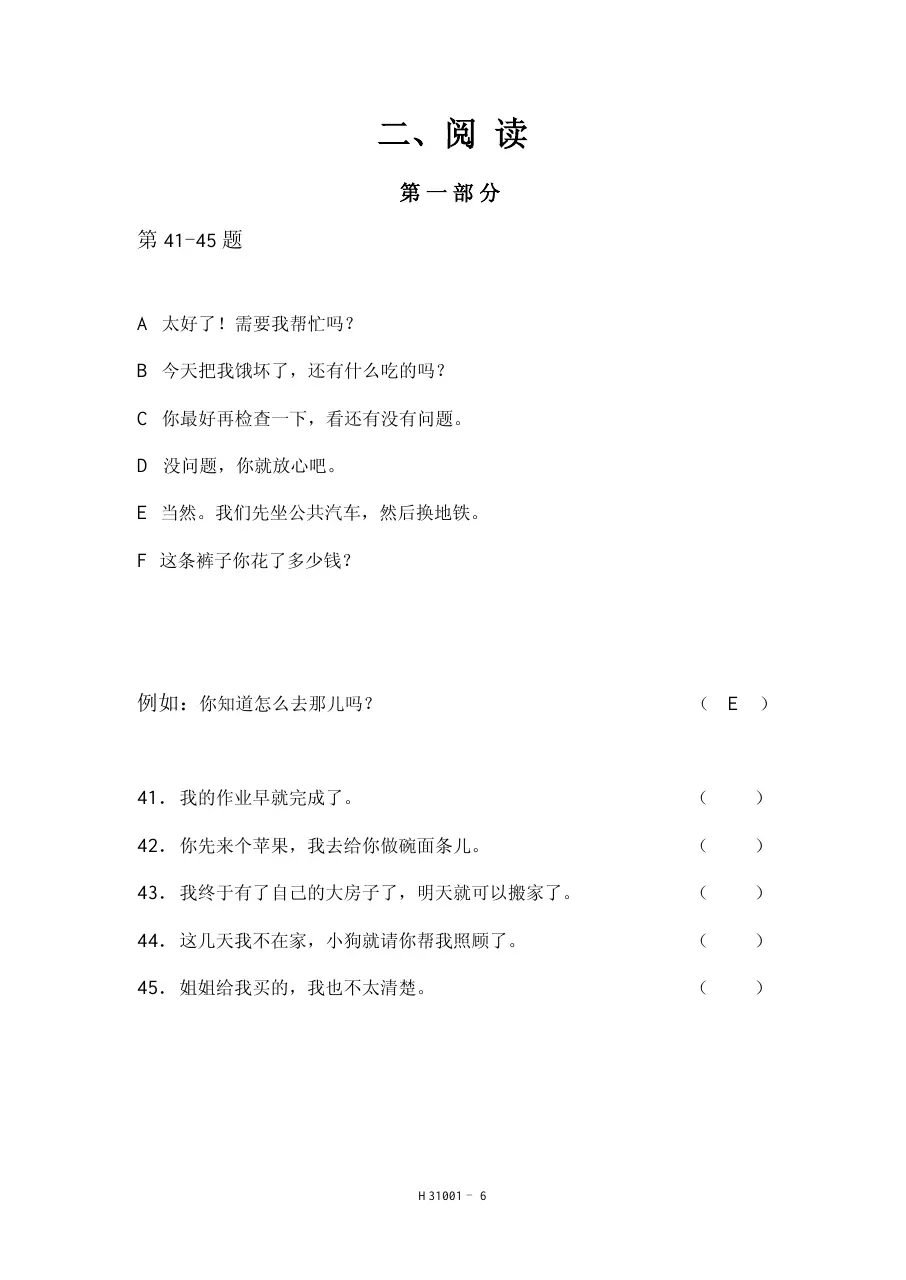 二、阅 读
第一部分
第 41-45 题
A 太好了！需要我帮忙吗？
B 今天把我饿坏了，还有什么吃的吗？
C 你最好再检查一下，看还有没有问题。
D 没问题，你就放心吧。
E 当然。我们先坐公共汽车，然后换地铁。
F 这条裤子你花了多少钱？
例如：你知道怎么去那儿吗？ （ E ）
41．我的作业早就完成了。 （ ）
42．你先来个苹果，我去给你做碗面条儿。 （ ）
43．我终于有了自己的大房子了，明天就可以搬家了。 （ ）
44．这几天我不在家，小狗就请你帮我照顾了。 （ ）
45．姐姐给我买的，我也不太清楚。 （ ）
H31001 - 6